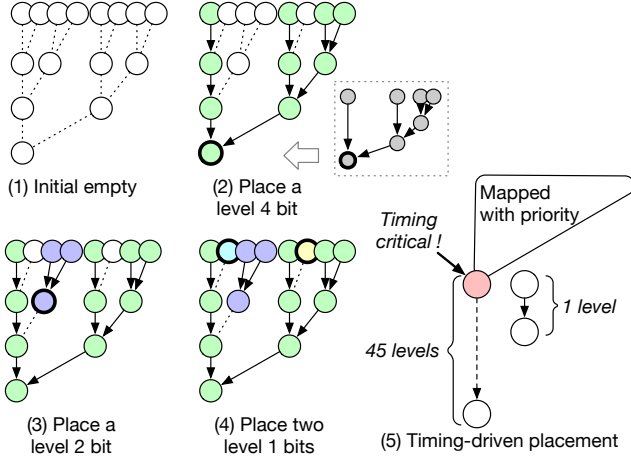 (1) Initial empty
(2) Place a
level 4 bit
Mapped
with priority
Timing
critical !
1 level
45 levels
(3) Place a
level 2 bit
(4) Place two
level 1 bits
(5) Timing-driven placement